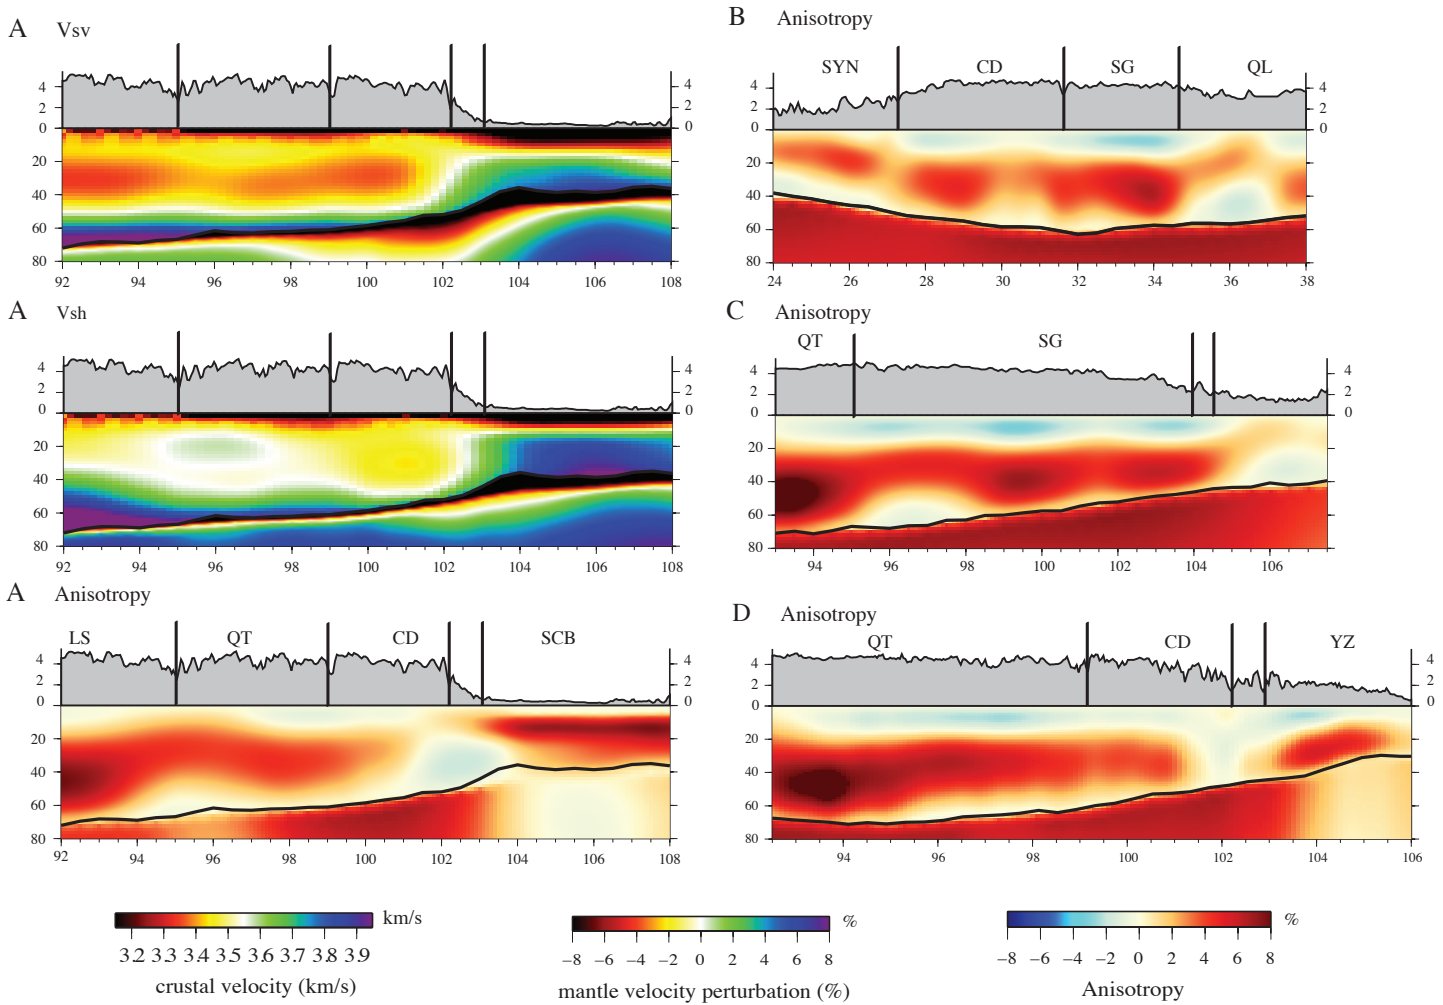 A Vsv
4 4
2 2
0 0
20
40
60
80
92 94 96 98 100 102 104 106 108
A Vsh
4 4
2 2
0 0
20
40
60
80
92 94 96 98 100 102 104 106 108
A Anisotropy
LS QT CD SCB
4 4
2 2
0 0
20
40
60
80
92 94 96 98 100 102 104 106 108
B Anisotropy
SYN CD SG QL
4 4
2 2
0 0
20
40
60
80
24 26 28 30 32 34 36 38
C Anisotropy
QT SG
4 4
2 2
0 0
20
40
60
80
94 96 98 100 102 104 106
D Anisotropy
QT CD YZ
4 4
2 2
0 0
20
40
60
80
94 96 98 100 102 104 106
km/s
3.2 3.3 3.4 3.5 3.6 3.7 3.8 3.9
crustal velocity (km/s)
%
−8 −6 −4 −2 0 2 4 6 8
mantle velocity perturbation (%)
%
−8 −6 −4 −2 0 2 4 6 8
Anisotropy